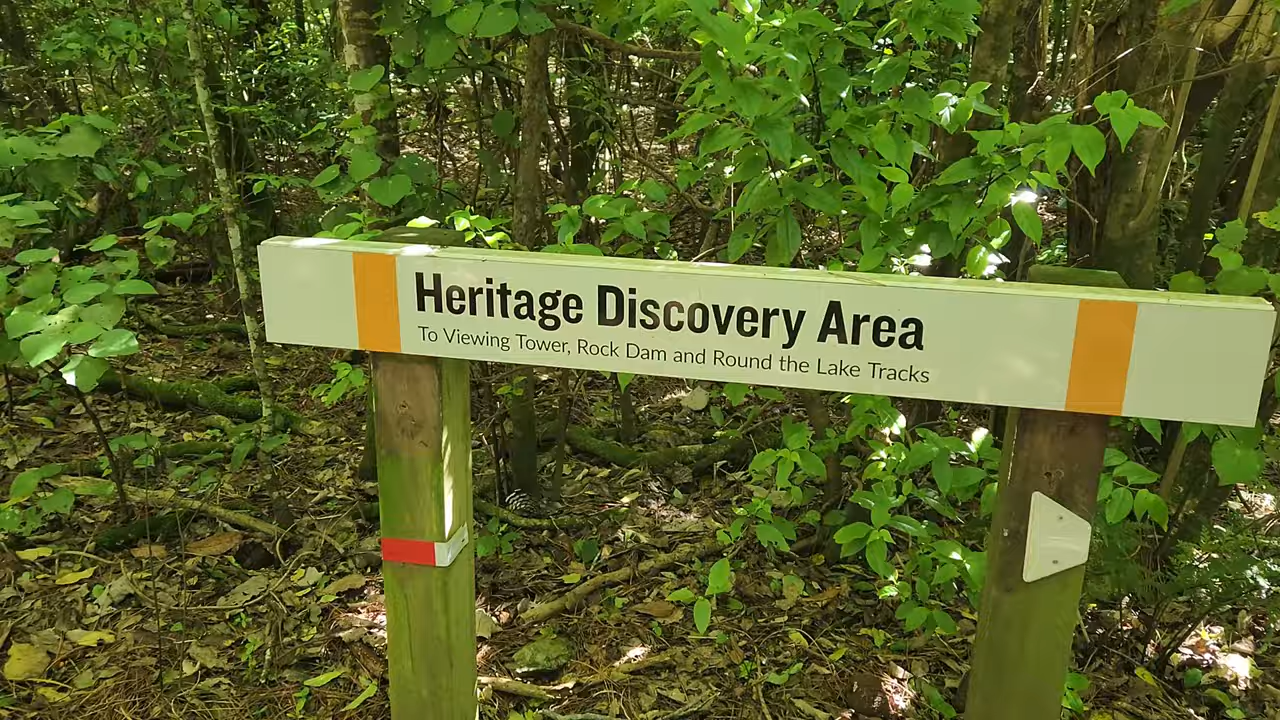 Heritage Discovery Area
To Viewing Tower, Rock Dam and Round the Lake Tracks